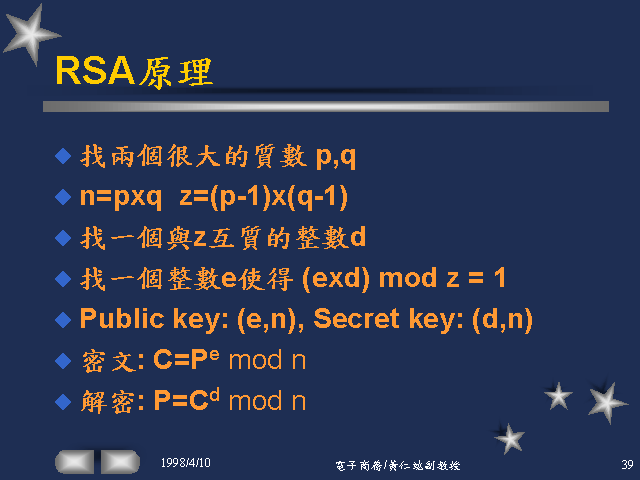 RSA原理
找兩個很大的質數 p,q
n=pxq z=(p-1)x(q-1)
找一個與z互質的整數d
找一個整數e使得 (exd) mod z = 1
Public key: (e,n), Secret key: (d,n)
密文: C=Pᵉ mod n
解密: P=Cᵈ mod n
1998/4/10
電子商務/黃仁竑副教授
39